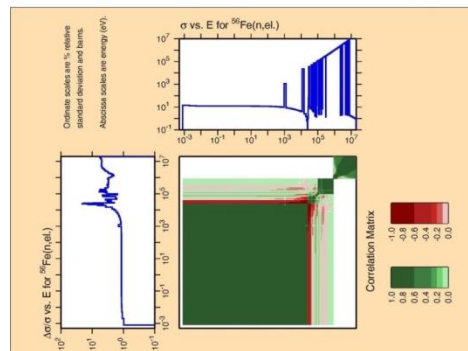 σ vs. E for ⁵⁶Fe(n,el.)
Ordinate scales are % relative
standard deviation and barns.
Abscissa scales are energy (eV).
10⁷
10⁵
10³
10¹
10⁻¹
10⁻³ 10⁻¹ 10¹ 10³ 10⁵ 10⁷
Δσ/σ vs. E for ⁵⁶Fe(n,el.)
10² 10¹ 10⁰ 10⁻¹
10⁻³ 10⁻¹ 10¹ 10³ 10⁵ 10⁷
Correlation Matrix
1.0 0.8 0.6 0.4 0.2 0.0
-1.0 -0.8 -0.6 -0.4 -0.2 0.0